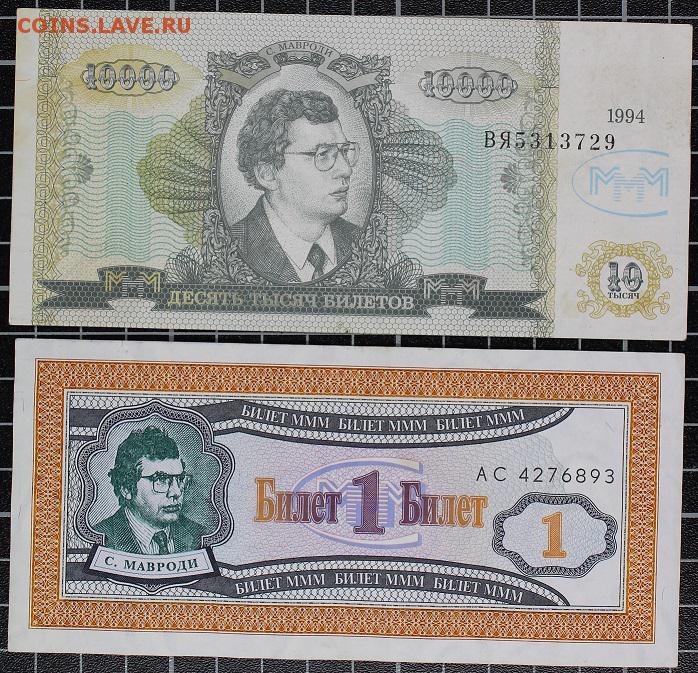 COINS.LAVE.RU
С. МАВРОДИ
10000
10000
1994
ВЯ5313729
МММ
МММ
МММ
10
ТЫСЯЧ
ДЕСЯТЬ ТЫСЯЧ БИЛЕТОВ
БИЛЕТ МММ БИЛЕТ МММ БИЛЕТ МММ
АС 4276893
Билет 1 Билет
МММ
1
С. МАВРОДИ
БИЛЕТ МММ БИЛЕТ МММ БИЛЕТ МММ